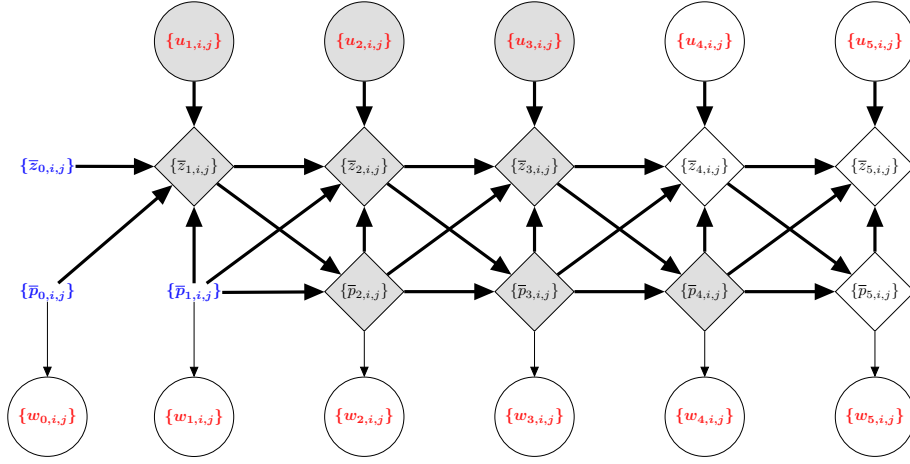 {u₁,ᵢ,ⱼ} {u₂,ᵢ,ⱼ} {u₃,ᵢ,ⱼ} {u₄,ᵢ,ⱼ} {u₅,ᵢ,ⱼ}
{z̅₀,ᵢ,ⱼ} {z̅₁,ᵢ,ⱼ} {z̅₂,ᵢ,ⱼ} {z̅₃,ᵢ,ⱼ} {z̅₄,ᵢ,ⱼ} {z̅₅,ᵢ,ⱼ}
{p̅₀,ᵢ,ⱼ} {p̅₁,ᵢ,ⱼ} {p̅₂,ᵢ,ⱼ} {p̅₃,ᵢ,ⱼ} {p̅₄,ᵢ,ⱼ} {p̅₅,ᵢ,ⱼ}
{w₀,ᵢ,ⱼ} {w₁,ᵢ,ⱼ} {w₂,ᵢ,ⱼ} {w₃,ᵢ,ⱼ} {w₄,ᵢ,ⱼ} {w₅,ᵢ,ⱼ}